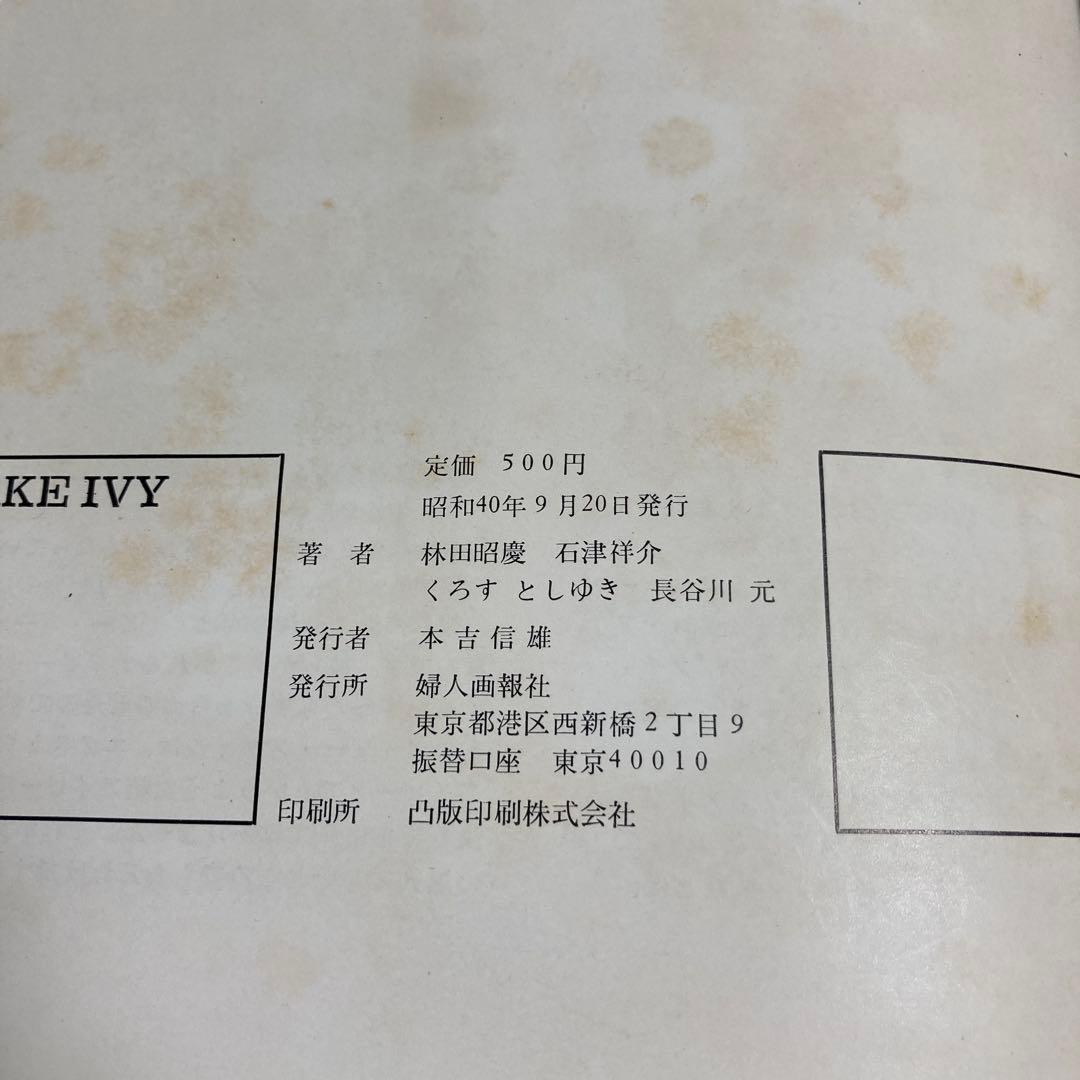 KE IVY
定価 500円
昭和40年9月20日発行
著者 林田昭慶 石津祥介
くろす としゆき 長谷川 元
発行者 本吉信雄
発行所 婦人画報社
東京都港区西新橋2丁目9
振替口座 東京40010
印刷所 凸版印刷株式会社